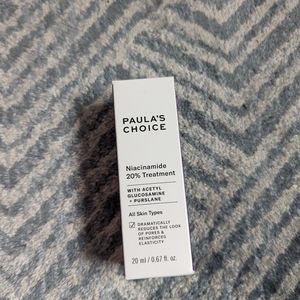 PAULA'S
CHOICE
Niacinamide
20% Treatment
WITH ACETYL
GLUCOSAMINE
+ PURSLANE
All Skin Types
DRAMATICALLY
REDUCES THE LOOK
OF PORES &
REINFORCES
ELASTICITY
20 ml / 0.67 fl. oz.